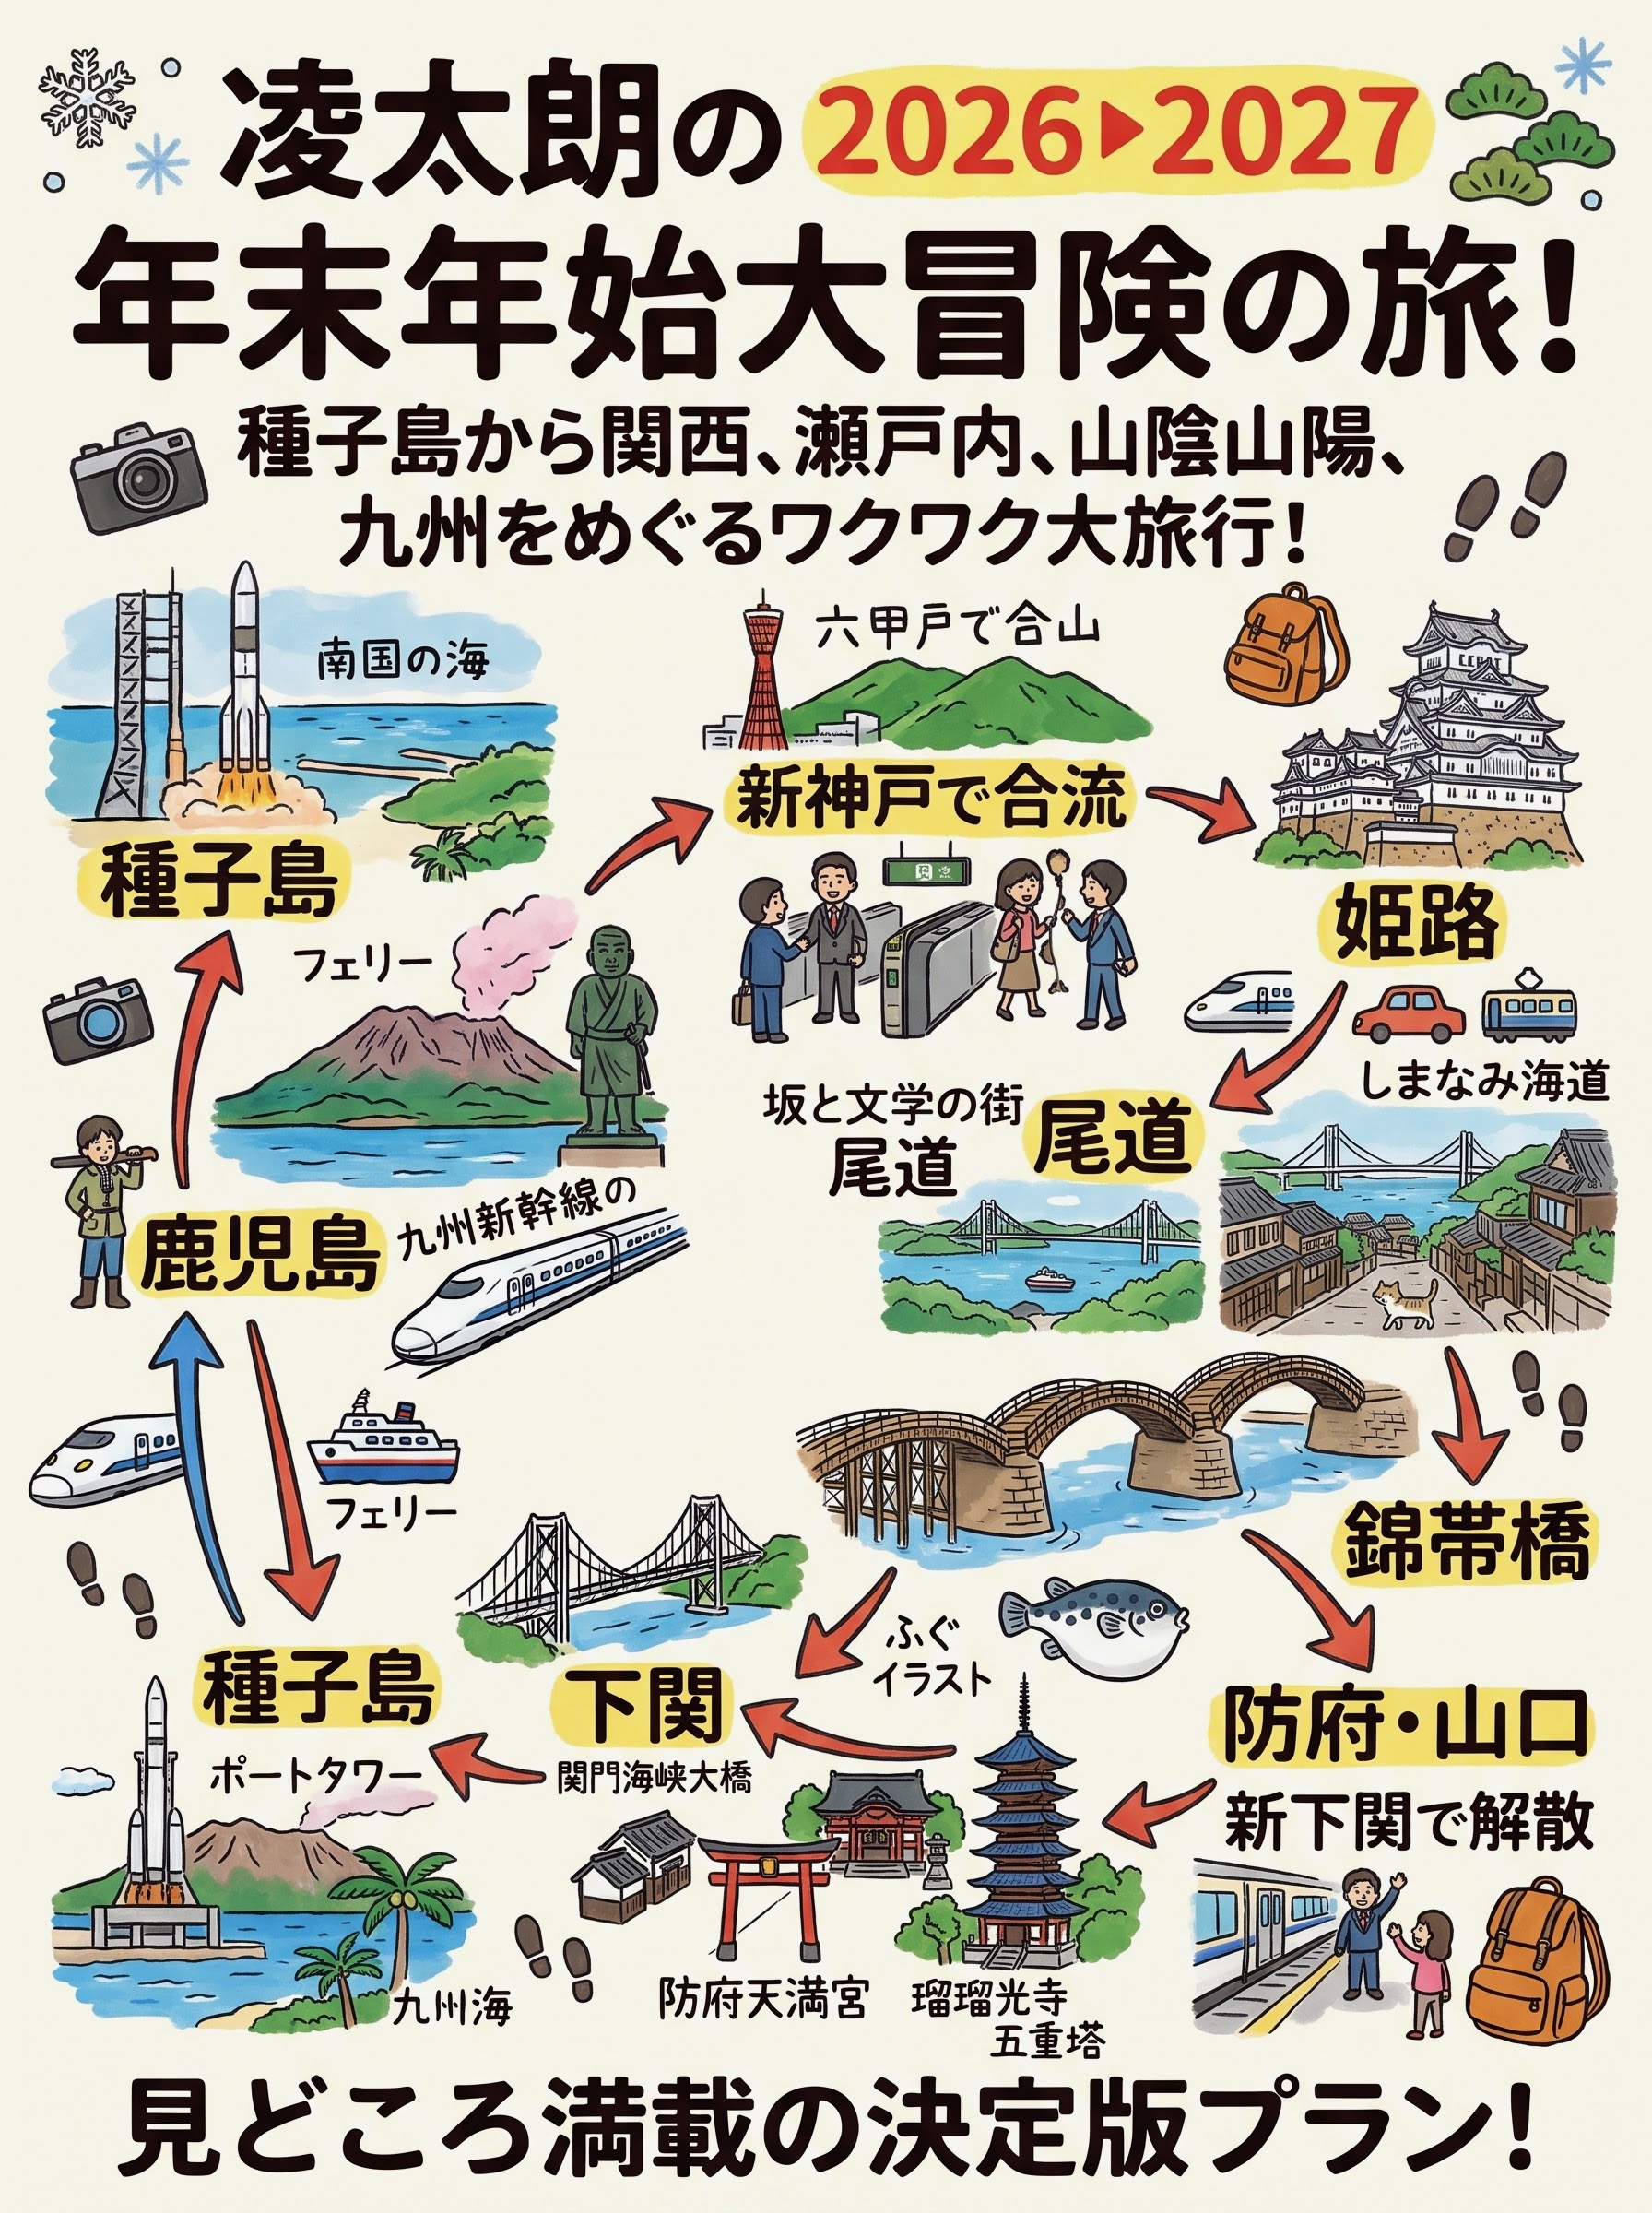 凌太朗の 2026▶2027
年末年始大冒険の旅!
種子島から関西、瀬戸内、山陰山陽、
九州をめぐるワクワク大旅行!
南国の海
種子島
六甲戸で合山
新神戸で合流
姫路
フェリー
鹿児島
九州新幹線の
坂と文学の街
尾道
尾道
しまなみ海道
フェリー
錦帯橋
種子島
ポートタワー
九州海
下関
関門海峡大橋
ふぐ
イラスト
防府・山口
新下関で解散
防府天満宮
瑠瑠光寺
五重塔
見どころ満載の決定版プラン!